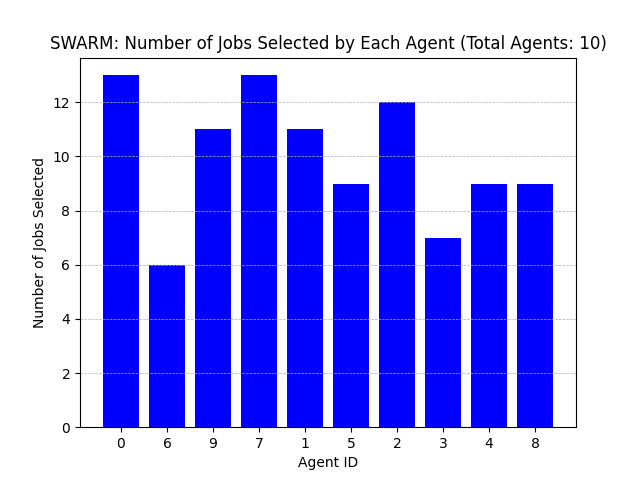 SWARM: Number of Jobs Selected by Each Agent (Total Agents: 10)
Number of Jobs Selected
12
10
8
6
4
2
0
0 6 9 7 1 5 2 3 4 8
Agent ID